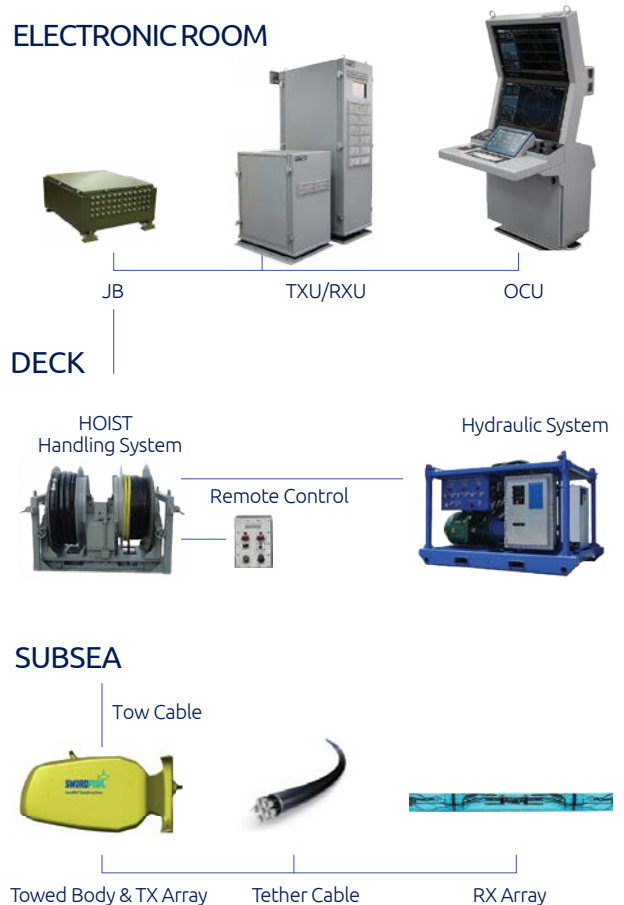 ELECTRONIC ROOM
JB
TXU/RXU
OCU
DECK
HOIST
Handling System
Hydraulic System
Remote Control
SUBSEA
Tow Cable
SWORDFISH
Towed Body & TX Array
Tether Cable
RX Array